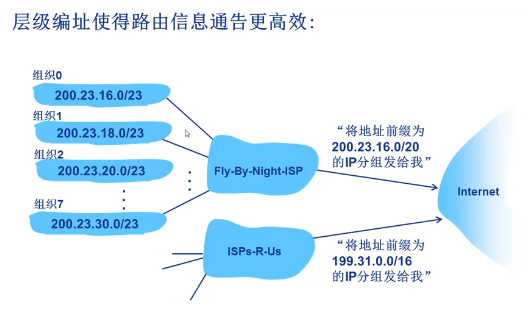 层级编址使得路由信息通告更高效:
组织0
200.23.16.0/23
组织1
200.23.18.0/23
组织2
200.23.20.0/23
组织7
200.23.30.0/23
Fly-By-Night-ISP
“将地址前缀为
200.23.16.0/20
的IP分组发给我”
Internet
ISPs-R-Us
“将地址前缀为
199.31.0.0/16
的IP分组发给我”